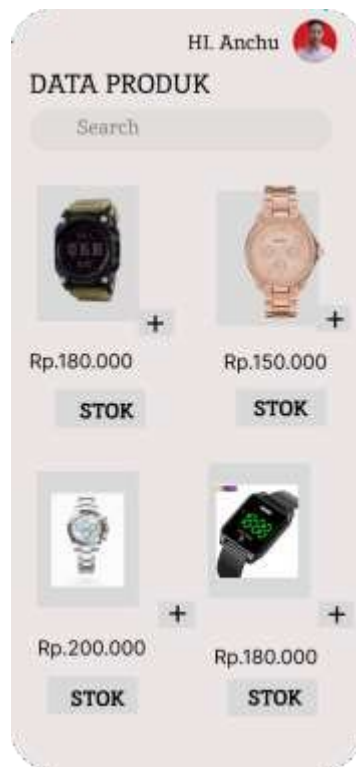 HI. Anchu
DATA PRODUK
Search
+
+
Rp.180.000
Rp.150.000
STOK
STOK
+
+
Rp.200.000
Rp.180.000
STOK
STOK